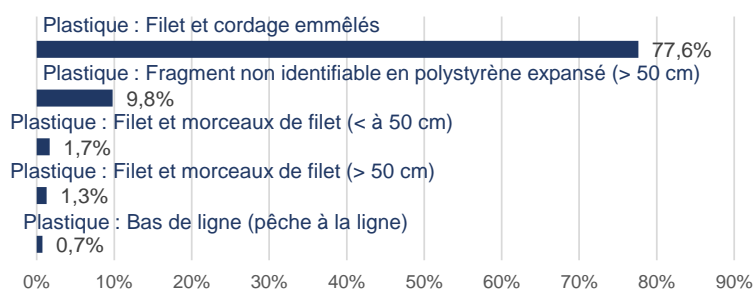 Plastique : Filet et cordage emmêlés
77,6%
Plastique : Fragment non identifiable en polystyrène expansé (> 50 cm)
9,8%
Plastique : Filet et morceaux de filet (< à 50 cm)
1,7%
Plastique : Filet et morceaux de filet (> 50 cm)
1,3%
Plastique : Bas de ligne (pêche à la ligne)
0,7%
0% 10% 20% 30% 40% 50% 60% 70% 80% 90%